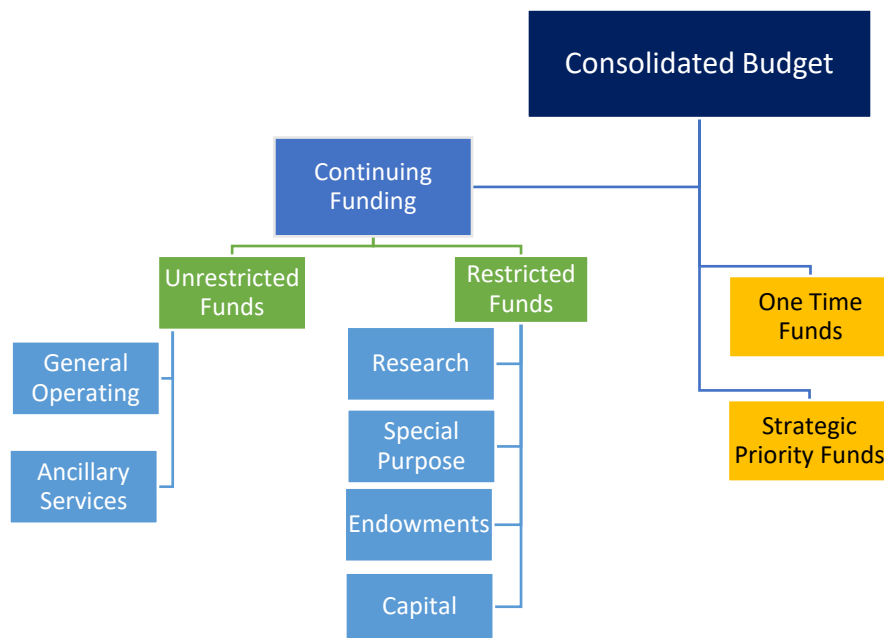 Consolidated Budget
Continuing
Funding
Unrestricted
Funds
Restricted
Funds
One Time
Funds
General
Operating
Research
Strategic
Priority Funds
Special
Purpose
Ancillary
Services
Endowments
Capital